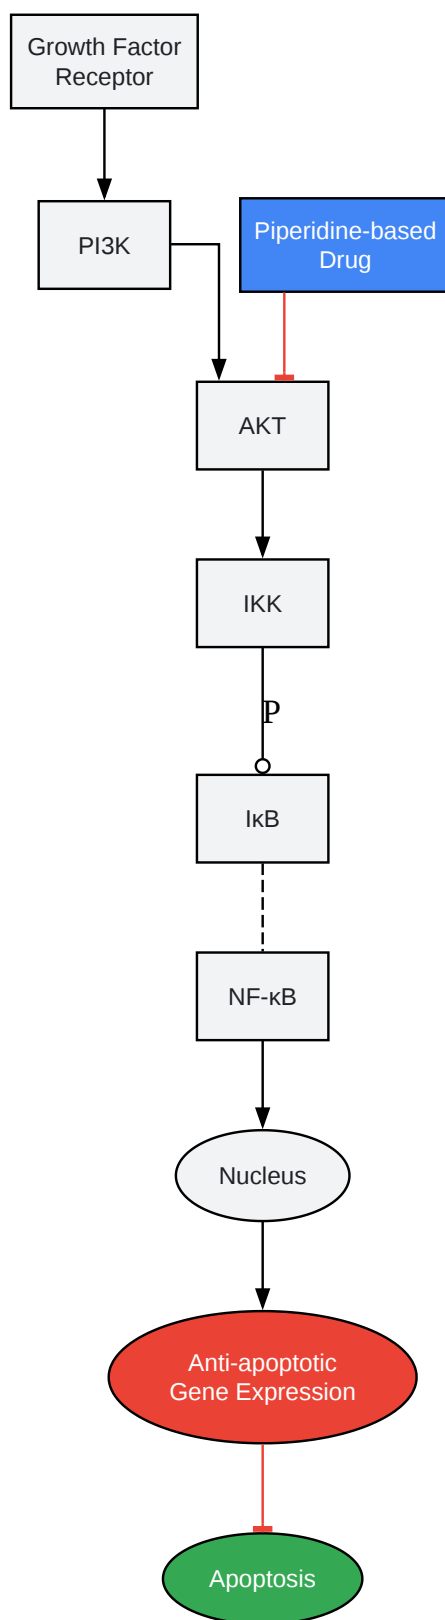 Growth Factor
Receptor
PI3K
Piperidine-based
Drug
AKT
IKK
P
IκB
NF-κB
Nucleus
Anti-apoptotic
Gene Expression
Apoptosis